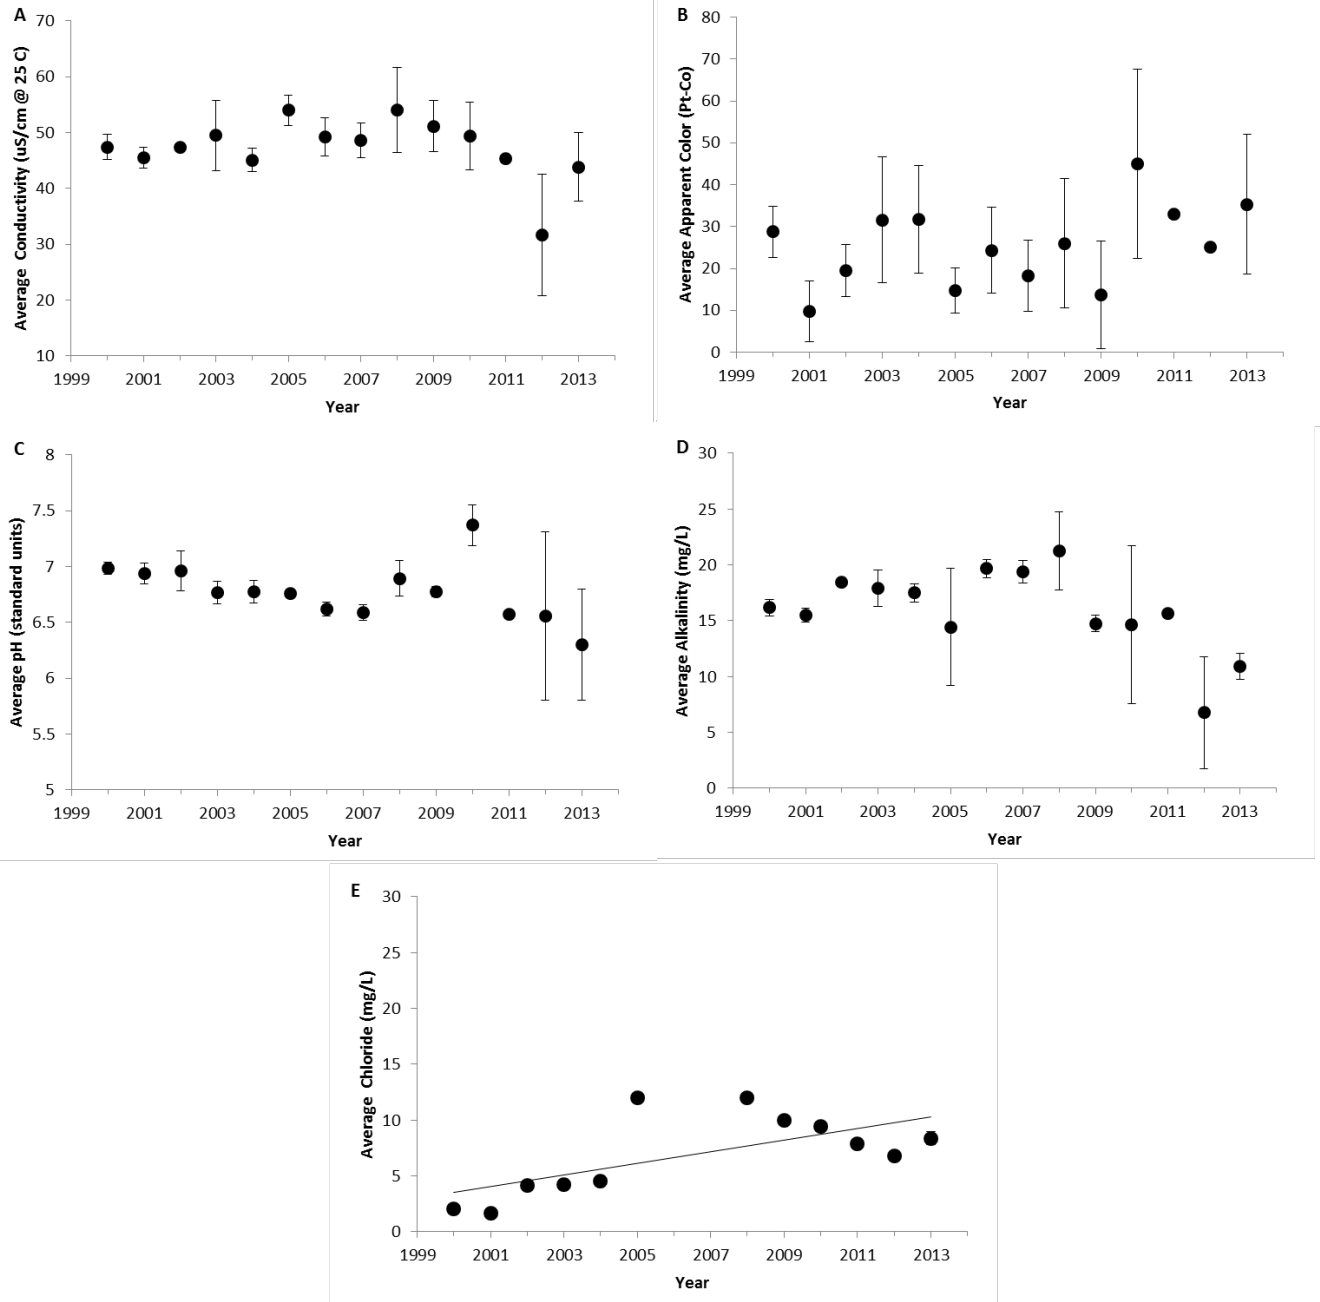 A
Average Conductivity (uS/cm @ 25 C)
70
60
50
40
30
20
10
1999 2001 2003 2005 2007 2009 2011 2013
Year
B
Average Apparent Color (Pt-Co)
80
70
60
50
40
30
20
10
0
1999 2001 2003 2005 2007 2009 2011 2013
Year
C
Average pH (standard units)
8
7.5
7
6.5
6
5.5
5
1999 2001 2003 2005 2007 2009 2011 2013
Year
D
Average Alkalinity (mg/L)
30
25
20
15
10
5
0
1999 2001 2003 2005 2007 2009 2011 2013
Year
E
Average Chloride (mg/L)
30
25
20
15
10
5
0
1999 2001 2003 2005 2007 2009 2011 2013
Year